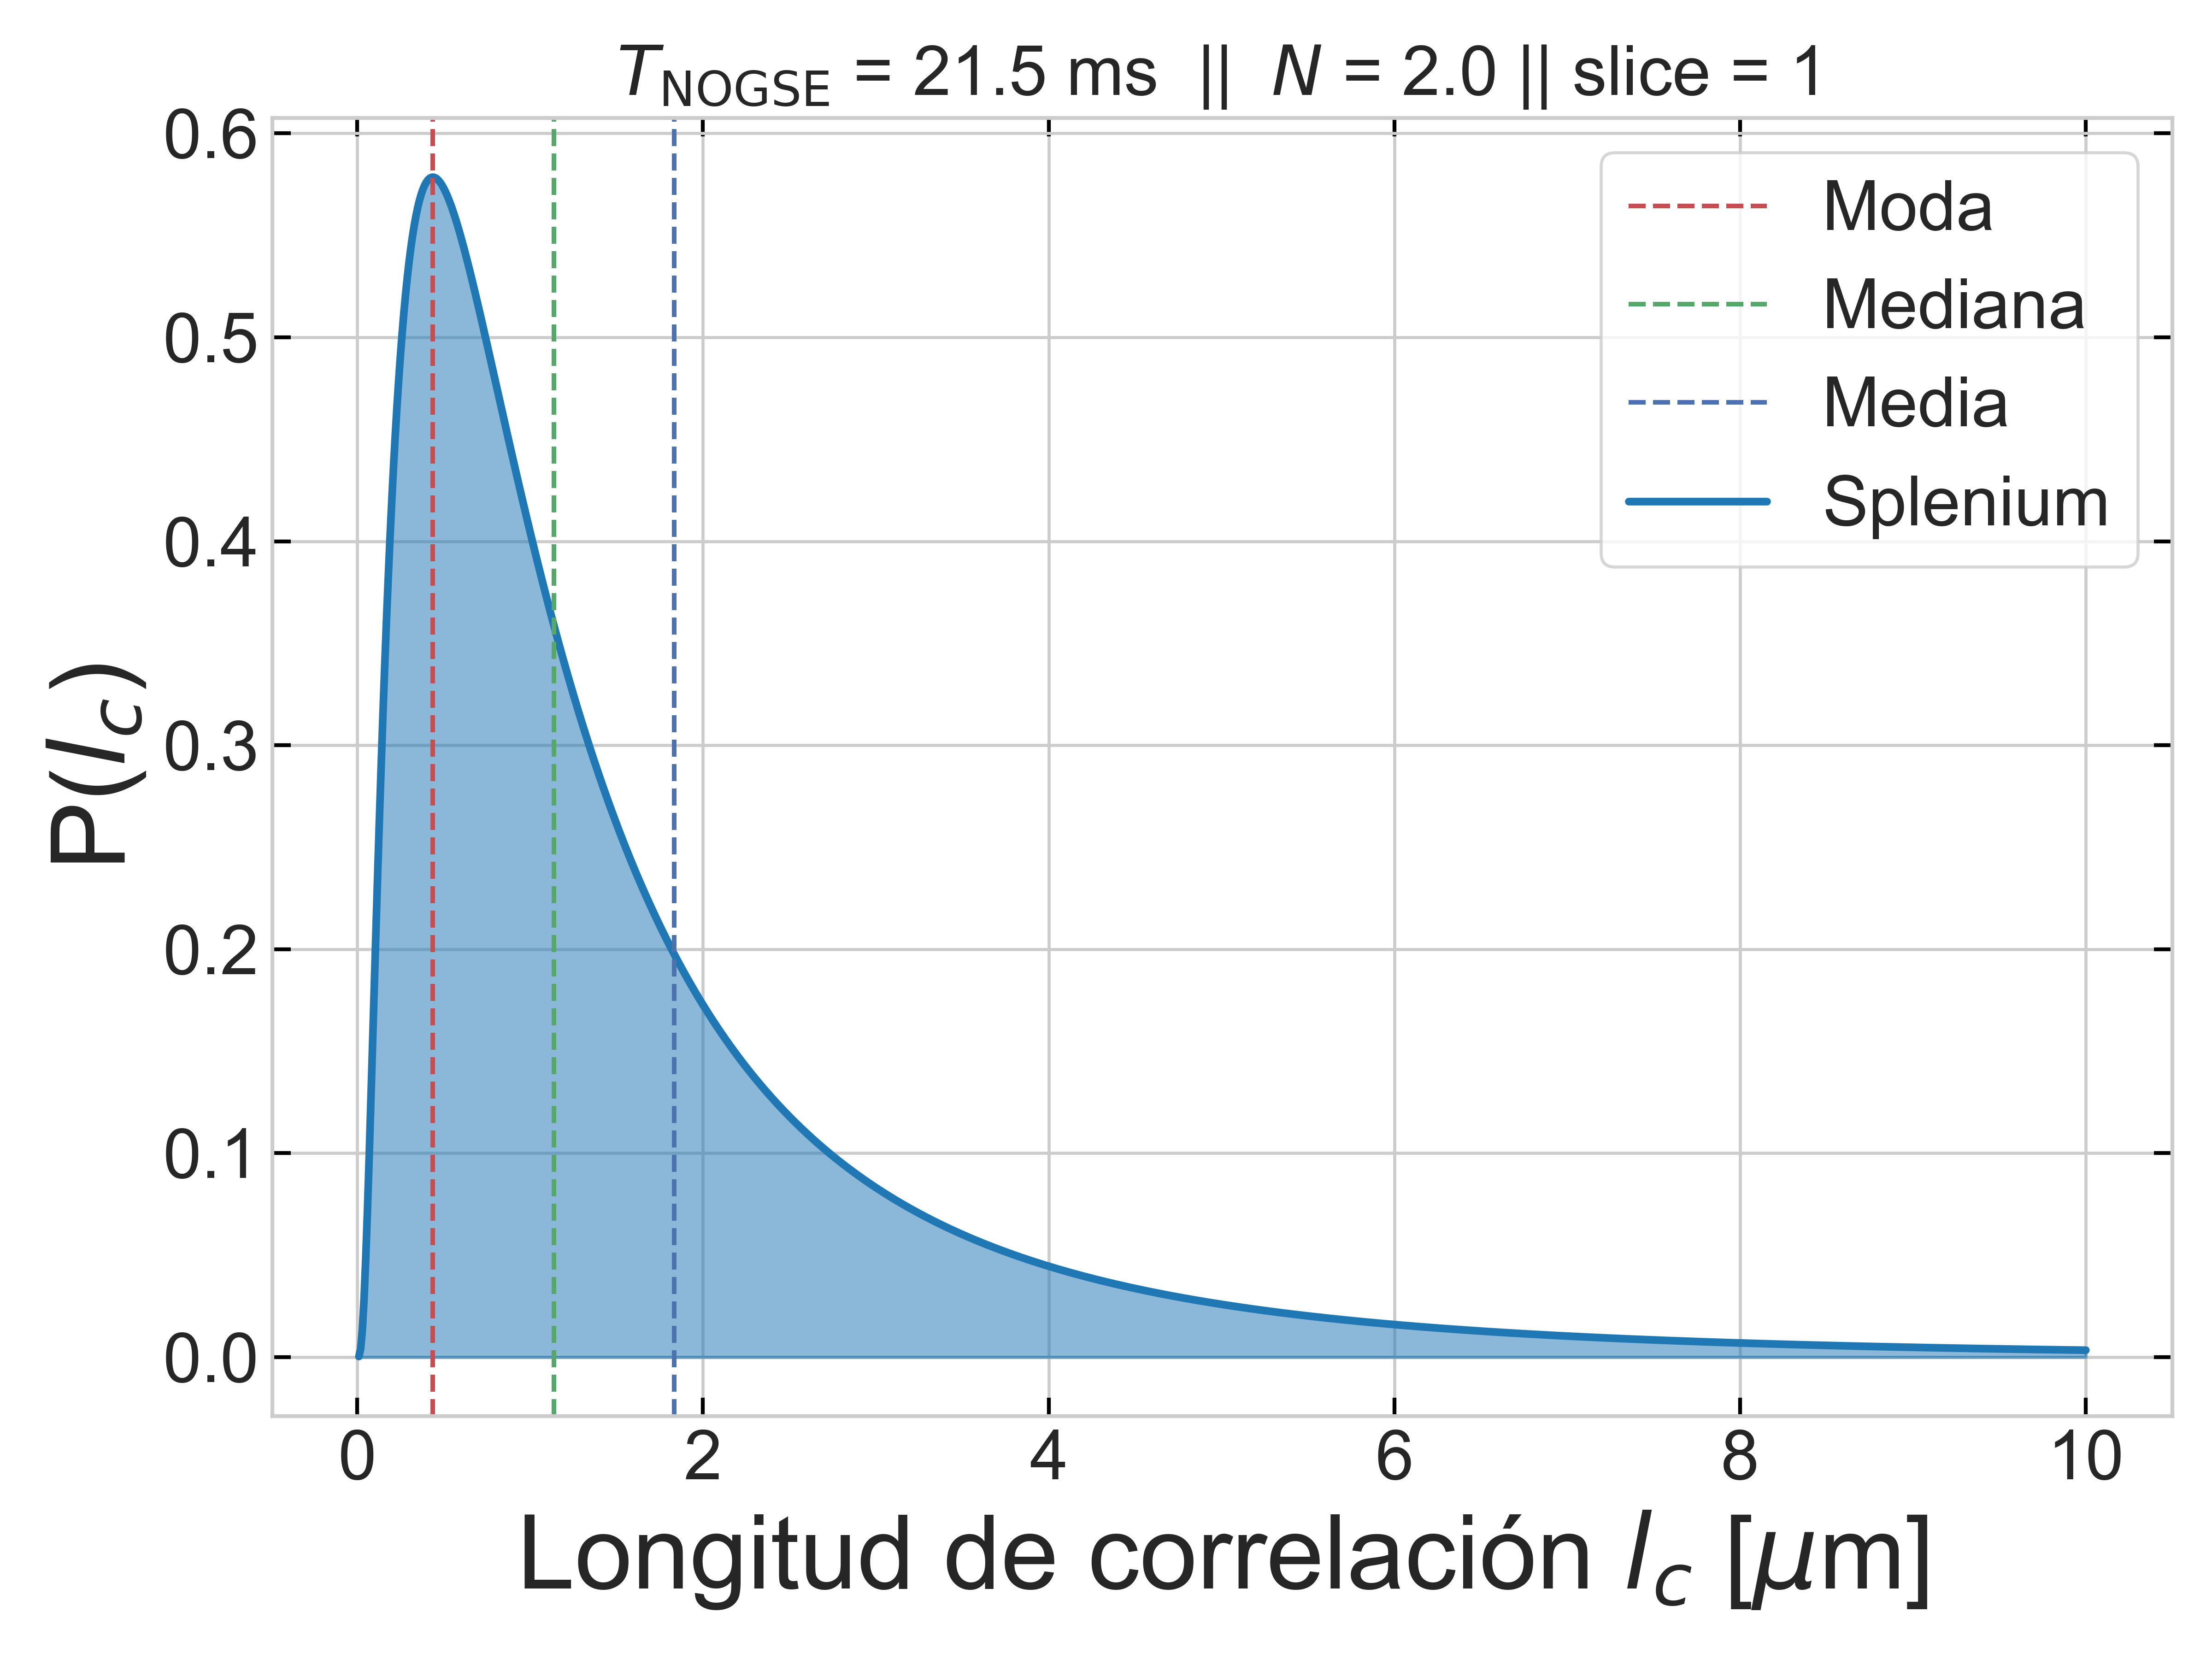 T_NOGSE = 21.5 ms || N = 2.0 || slice = 1
0.6
0.5
0.4
0.3
0.2
0.1
0.0
P(l_c)
Moda
Mediana
Media
Splenium
0 2 4 6 8 10
Longitud de correlación l_c [μm]